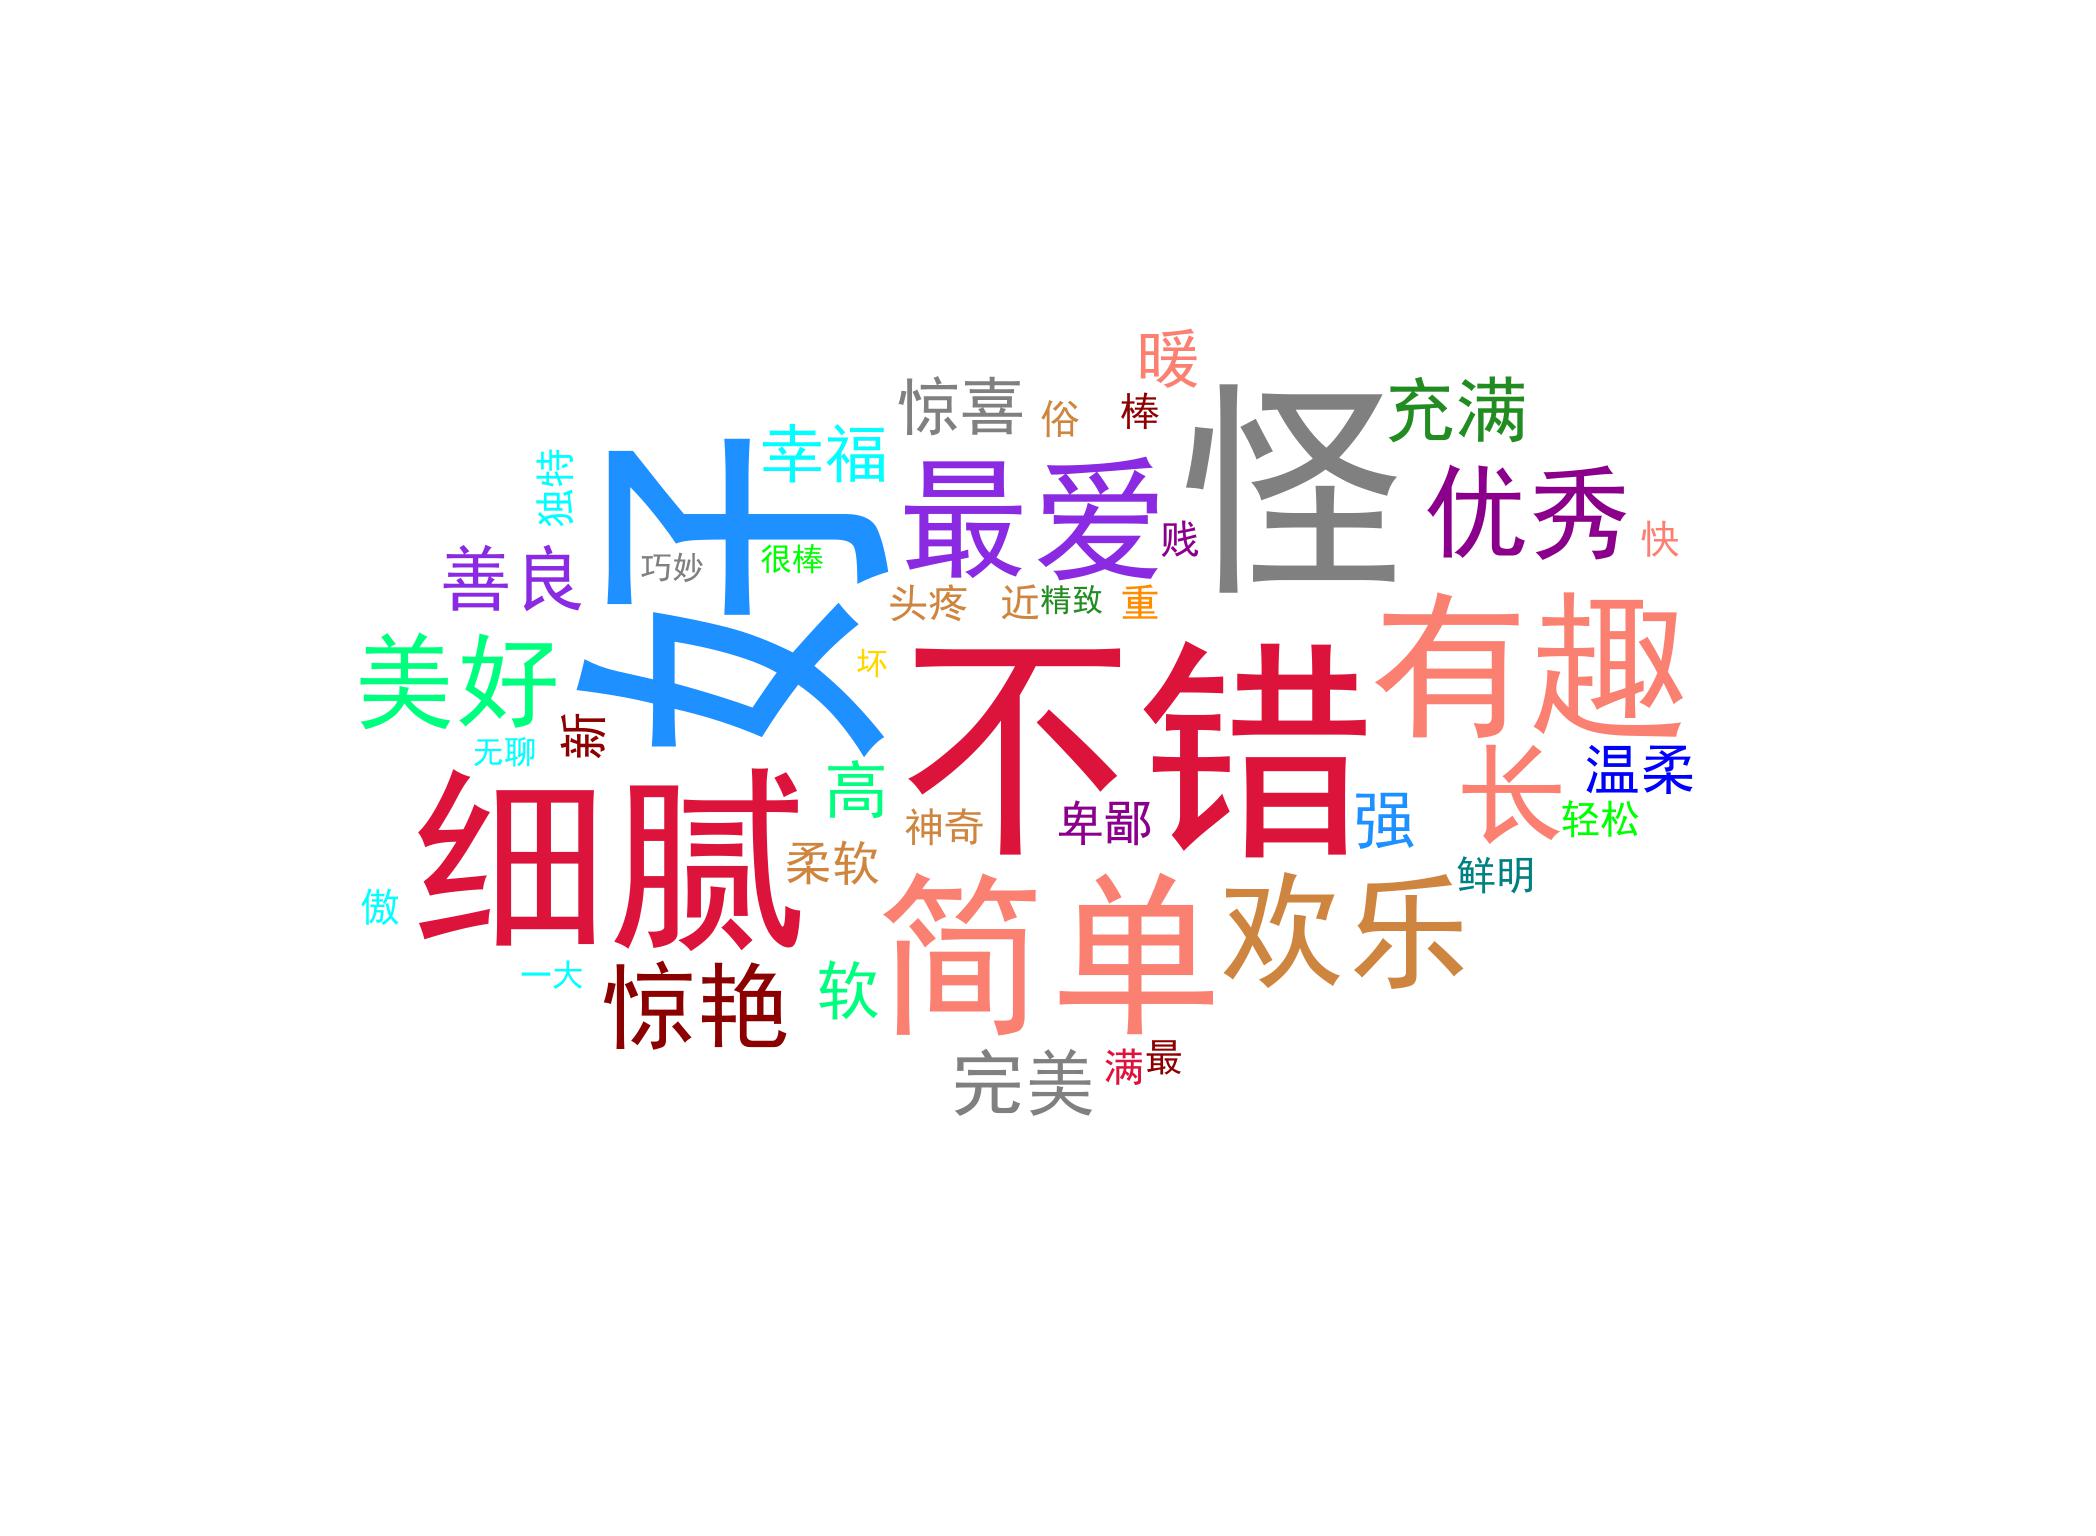 暖
惊喜
俗
棒
怪
充满
幸福
独特
好
最爱
贱
优秀
快
善良
巧妙
很棒
头疼
近
精致
重
美好
坏
不错
有趣
无聊
新
细腻
高
神奇
卑鄙
强
长
温柔
轻松
柔软
鲜明
傲
简单
欢乐
一大
惊艳
软
完美
满
最